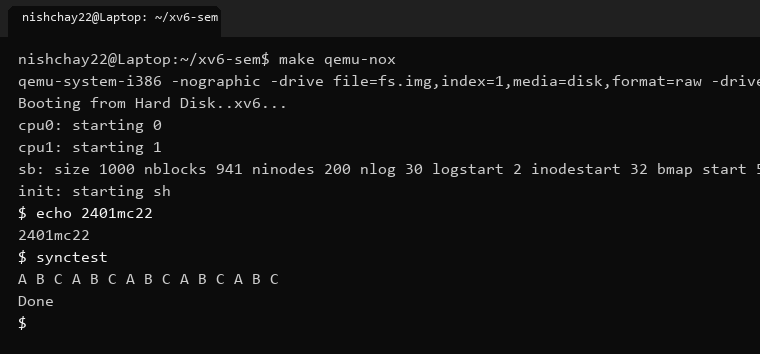 nishchay22@Laptop: ~/xv6-sem
nishchay22@Laptop:~/xv6-sem$ make qemu-nox
qemu-system-i386 -nographic -drive file=fs.img,index=1,media=disk,format=raw -drive
Booting from Hard Disk..xv6...
cpu0: starting 0
cpu1: starting 1
sb: size 1000 nblocks 941 ninodes 200 nlog 30 logstart 2 inodestart 32 bmap start 5
init: starting sh
$ echo 2401mc22
2401mc22
$ synctest
A B C A B C A B C A B C A B C
Done
$